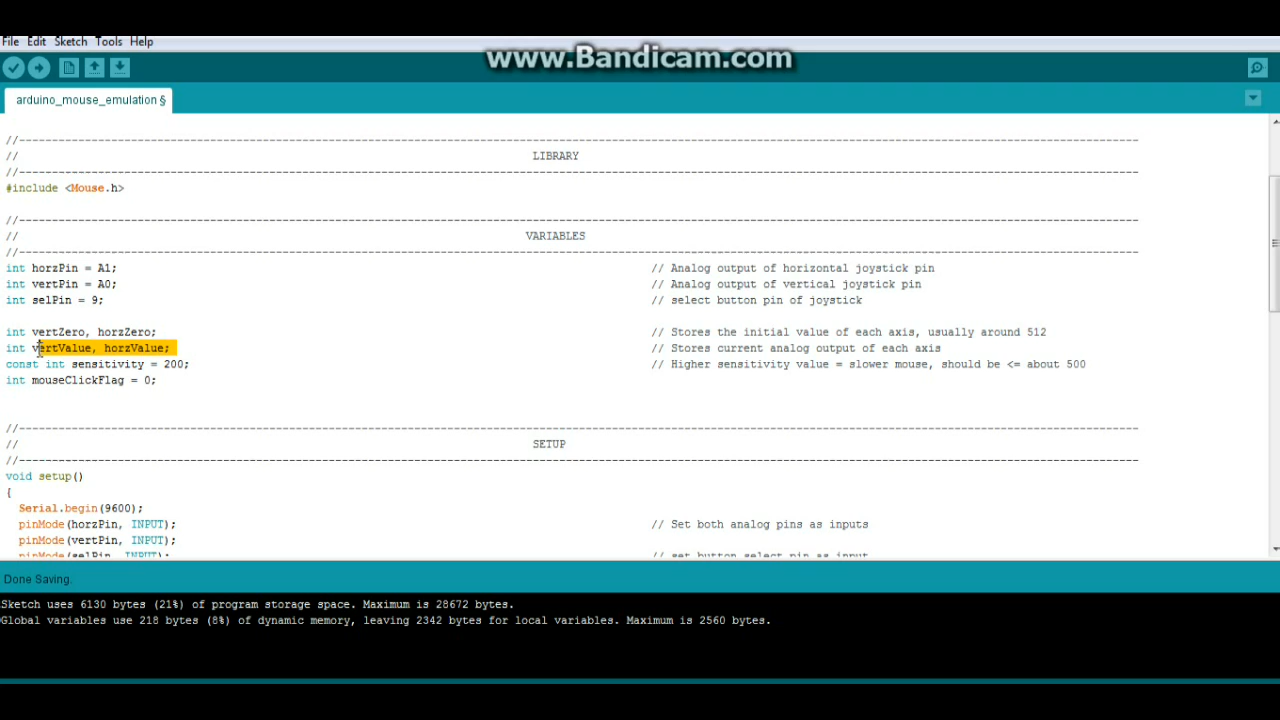 www.Bandicam.com
File Edit Sketch Tools Help
arduino_mouse_emulation §
//--------------------------------------------------------------------------------------------------------------------------------------------------------------------------------
// LIBRARY
//--------------------------------------------------------------------------------------------------------------------------------------------------------------------------------
#include <Mouse.h>
//--------------------------------------------------------------------------------------------------------------------------------------------------------------------------------
// VARIABLES
//--------------------------------------------------------------------------------------------------------------------------------------------------------------------------------
int horzPin = A1; // Analog output of horizontal joystick pin
int vertPin = A0; // Analog output of vertical joystick pin
int selPin = 9; // select button pin of joystick
int vertZero, horzZero; // Stores the initial value of each axis, usually around 512
int vertValue, horzValue; // Stores current analog output of each axis
const int sensitivity = 200; // Higher sensitivity value = slower mouse, should be <= about 500
int mouseClickFlag = 0;
//--------------------------------------------------------------------------------------------------------------------------------------------------------------------------------
// SETUP
//--------------------------------------------------------------------------------------------------------------------------------------------------------------------------------
void setup()
{
Serial.begin(9600);
pinMode(horzPin, INPUT); // Set both analog pins as inputs
pinMode(vertPin, INPUT);
pinMode(selPin, INPUT); // set button select pin as input
Done Saving.
Sketch uses 6130 bytes (21%) of program storage space. Maximum is 28672 bytes.
Global variables use 218 bytes (8%) of dynamic memory, leaving 2342 bytes for local variables. Maximum is 2560 bytes.